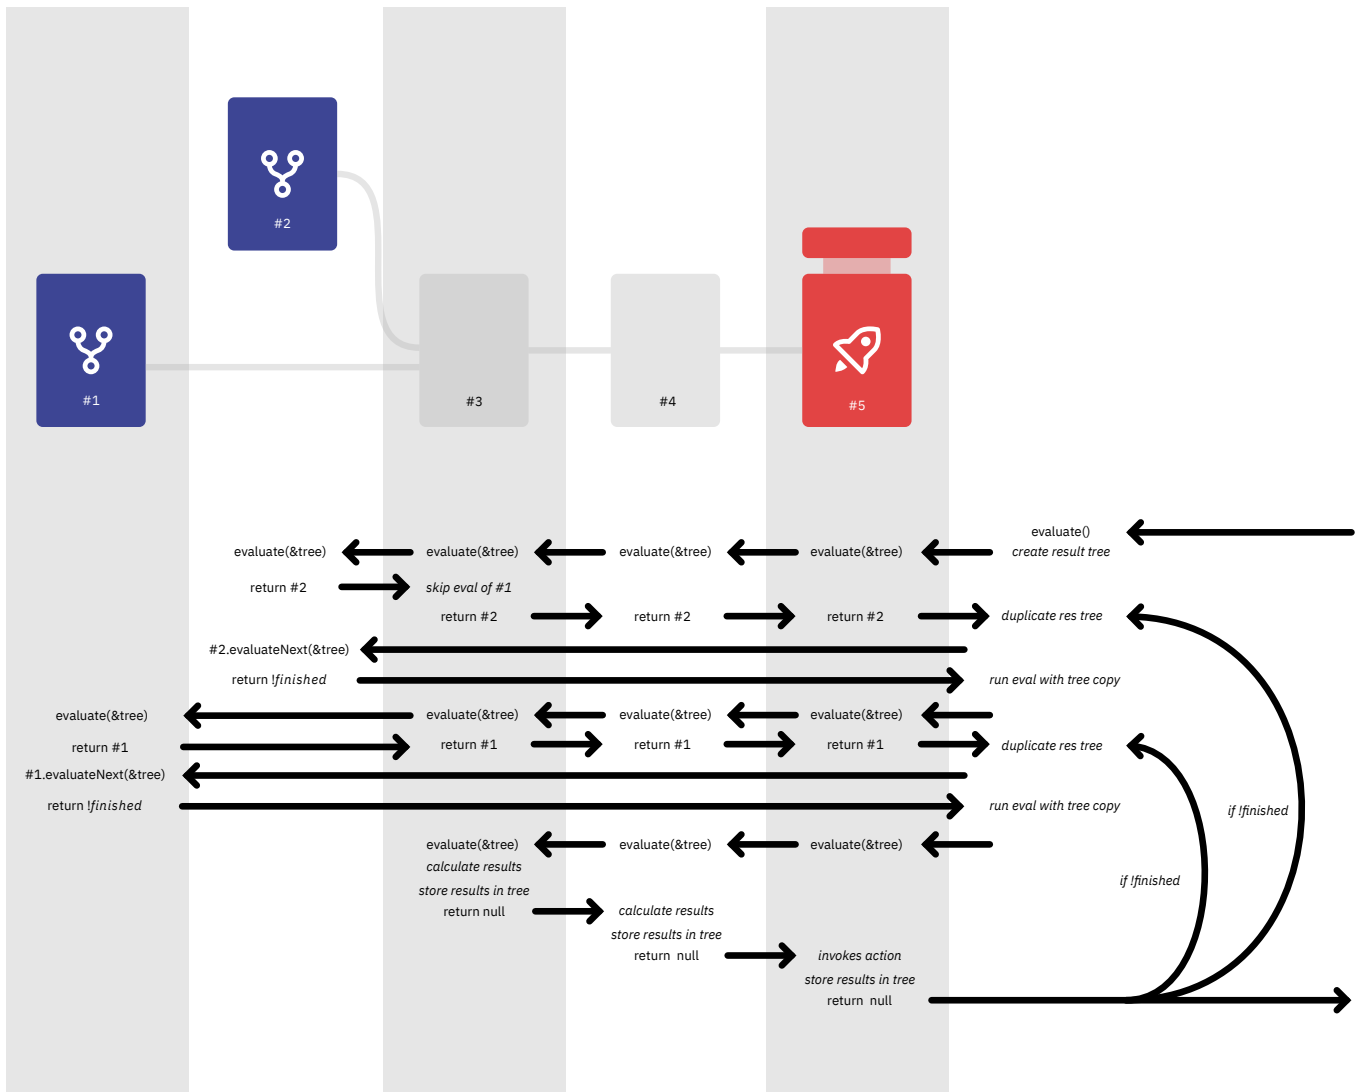 #2
#1
#3
#4
#5
evaluate()
evaluate(&tree)
evaluate(&tree)
evaluate(&tree)
evaluate(&tree)
create result tree
return #2
skip eval of #1
return #2
return #2
return #2
duplicate res tree
#2.evaluateNext(&tree)
return !finished
run eval with tree copy
evaluate(&tree)
evaluate(&tree)
evaluate(&tree)
evaluate(&tree)
return #1
return #1
return #1
return #1
duplicate res tree
#1.evaluateNext(&tree)
return !finished
run eval with tree copy
if !finished
evaluate(&tree)
evaluate(&tree)
evaluate(&tree)
calculate results
if !finished
store results in tree
return null
calculate results
store results in tree
return null
invokes action
store results in tree
return null